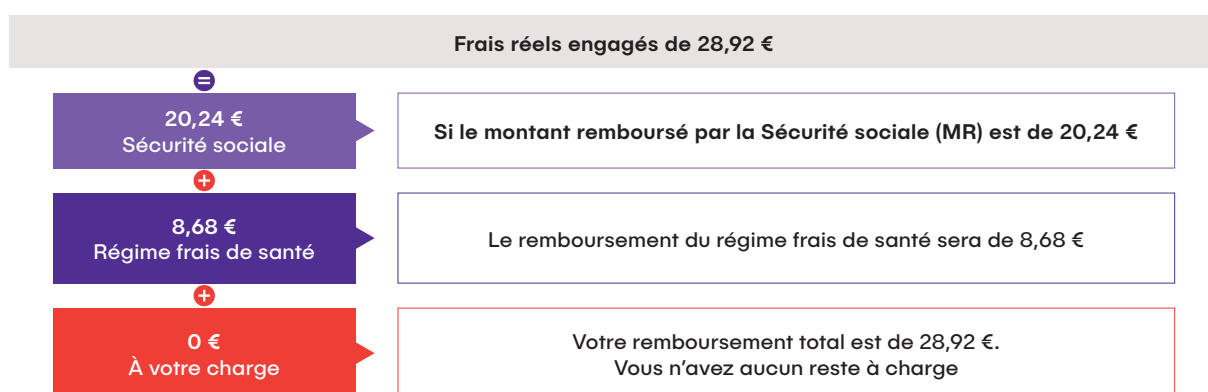 Frais réels engagés de 28,92 €
=
20,24 €
Sécurité sociale
Si le montant remboursé par la Sécurité sociale (MR) est de 20,24 €
+
8,68 €
Régime frais de santé
Le remboursement du régime frais de santé sera de 8,68 €
+
0 €
À votre charge
Votre remboursement total est de 28,92 €.
Vous n’avez aucun reste à charge